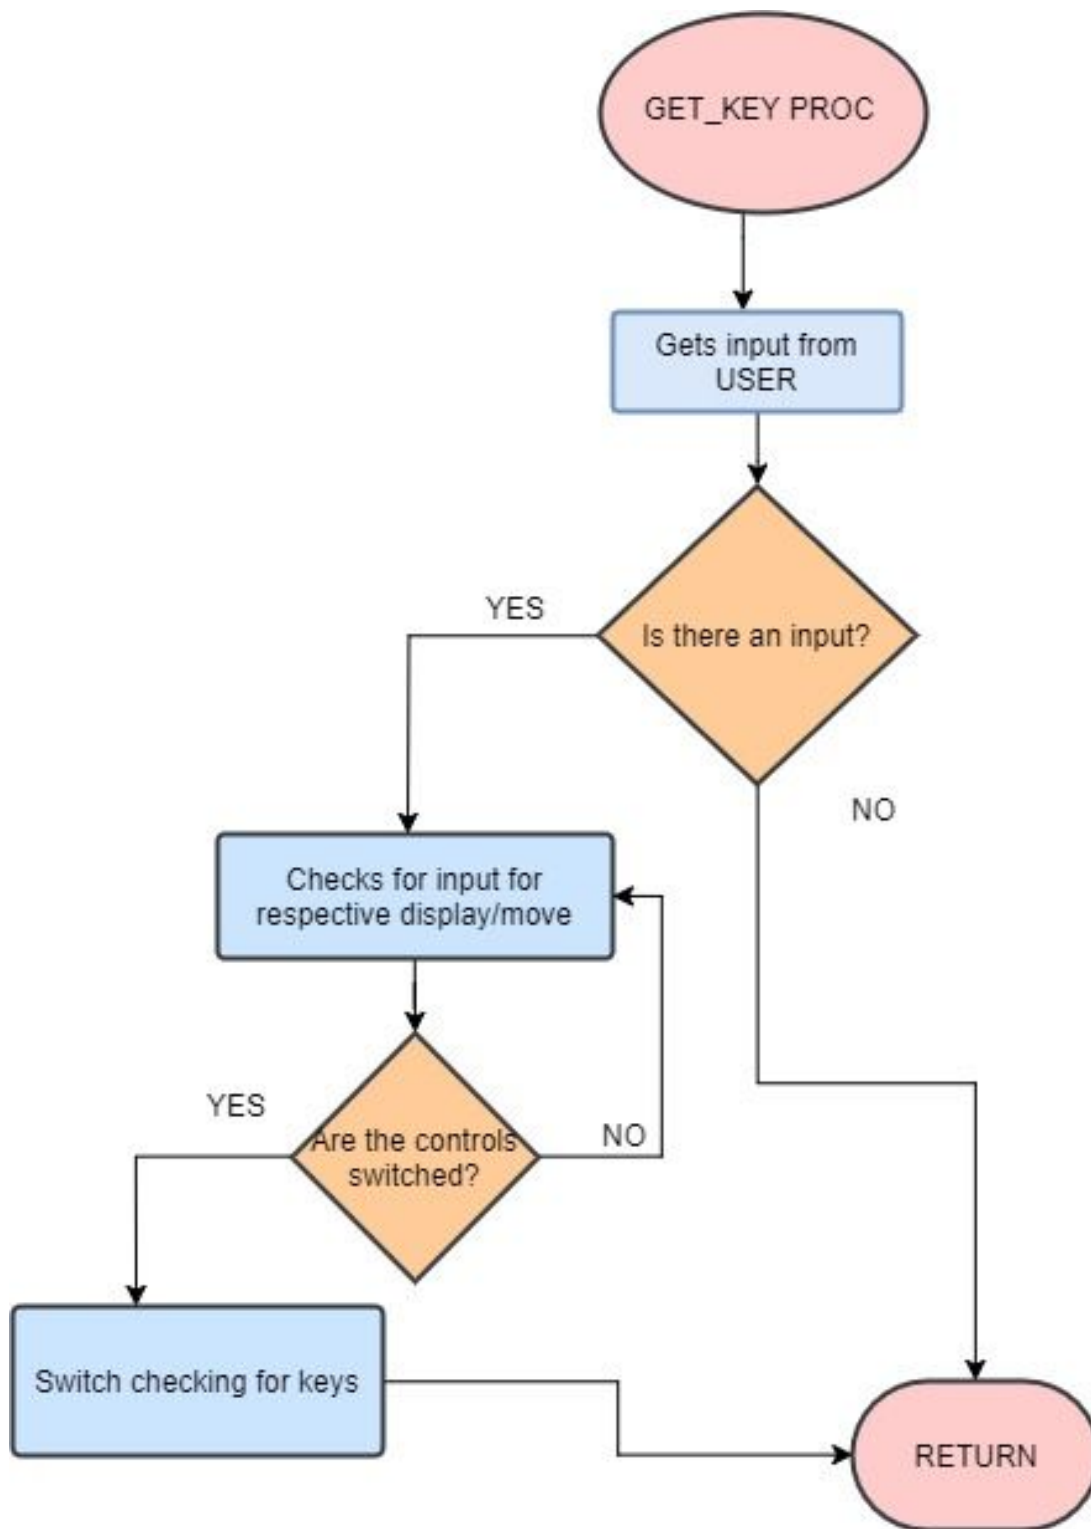 GET_KEY PROC
Gets input from
USER
Is there an input?
YES
NO
Checks for input for
respective display/move
Are the controls
switched?
YES
NO
Switch checking for keys
RETURN